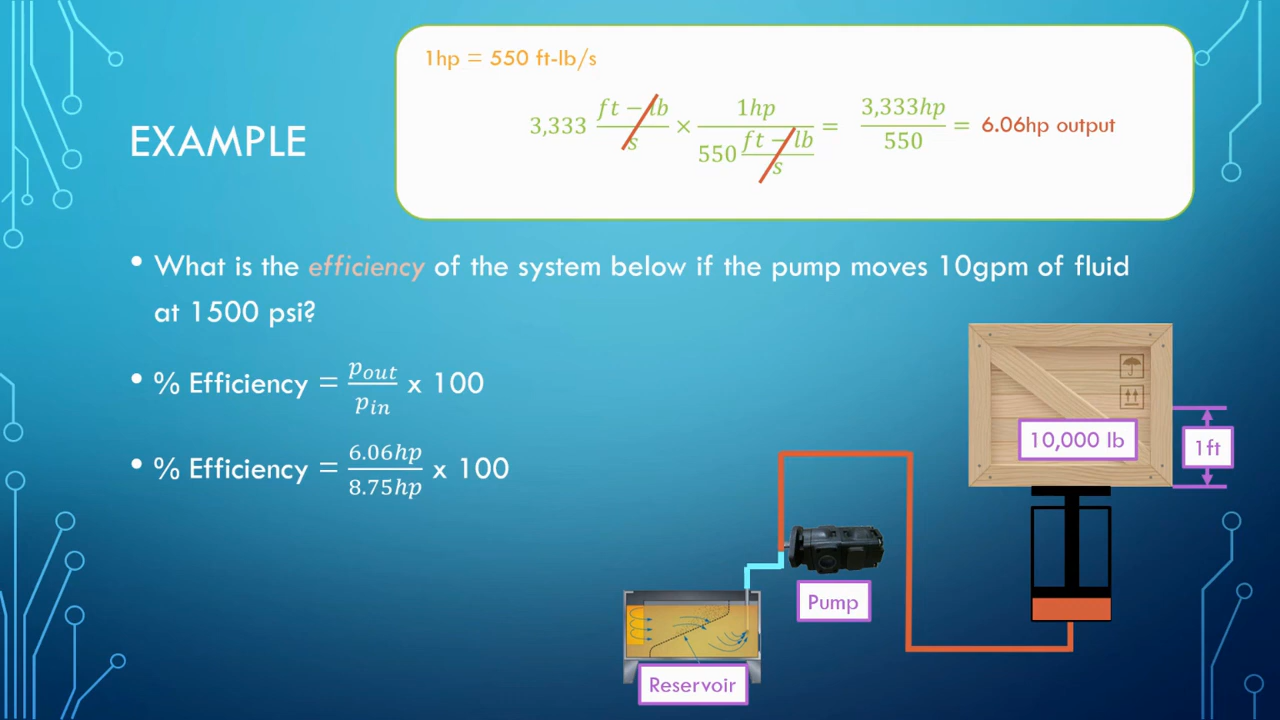 1hp = 550 ft-lb/s
3,333 ft − lb/s × 1hp/550 ft − lb/s = 3,333hp/550 = 6.06hp output
EXAMPLE
• What is the efficiency of the system below if the pump moves 10gpm of fluid
at 1500 psi?
• % Efficiency = p_out/p_in x 100
• % Efficiency = 6.06hp/8.75hp x 100
10,000 lb
1ft
Pump
Reservoir